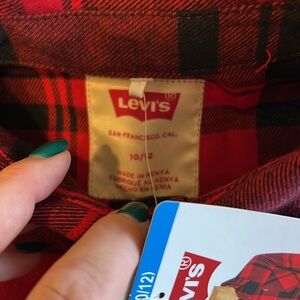 Levi's ®
SAN FRANCISCO, CAL.
10/12
MADE IN KENYA
FABRIQUÉ AU KENYA
HECHO EN KENIA
Levi's ®
0/12)